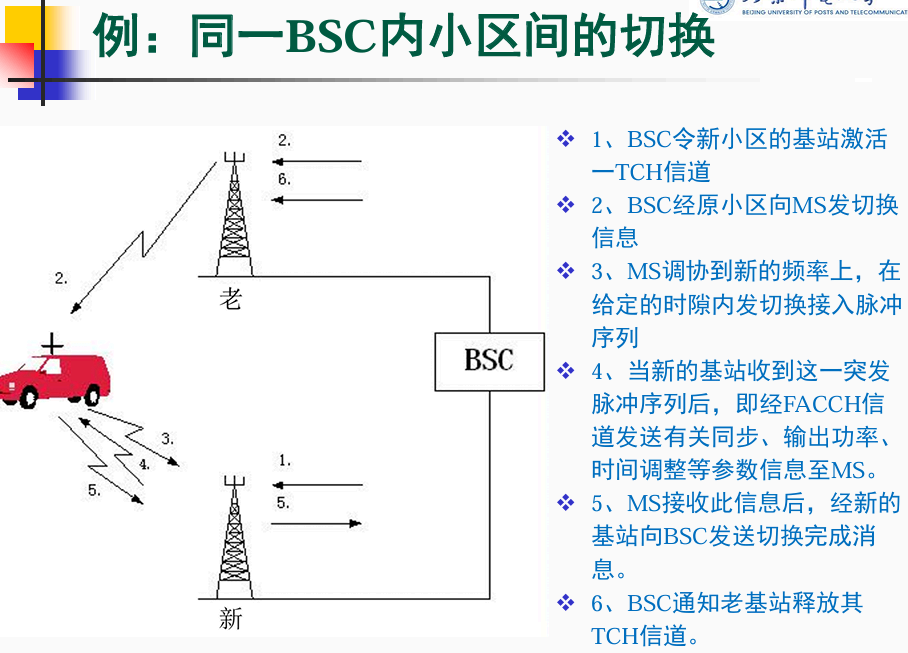 BEIJING UNIVERSITY OF POSTS AND TELECOMMUNICAT
例：同一BSC内小区间的切换
2.
6.
2.
老
BSC
3.
4.
5.
1.
5.
新
1、BSC令新小区的基站激活
一TCH信道
2、BSC经原小区向MS发切换
信息
3、MS调协到新的频率上，在
给定的时隙内发切换接入脉冲
序列
4、当新的基站收到这一突发
脉冲序列后，即经FACCH信
道发送有关同步、输出功率、
时间调整等参数信息至MS。
5、MS接收此信息后，经新的
基站向BSC发送切换完成消
息。
6、BSC通知老基站释放其
TCH信道。